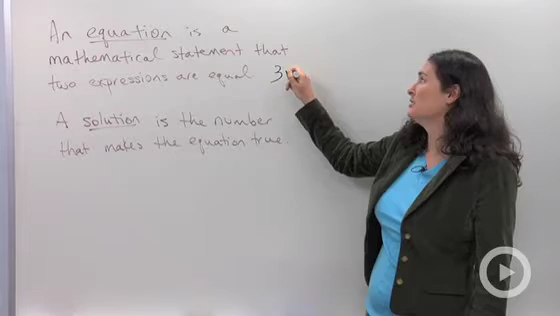 An equation is a
mathematical statement that
two expressions are equal 3
A solution is the number
that makes the equation true.